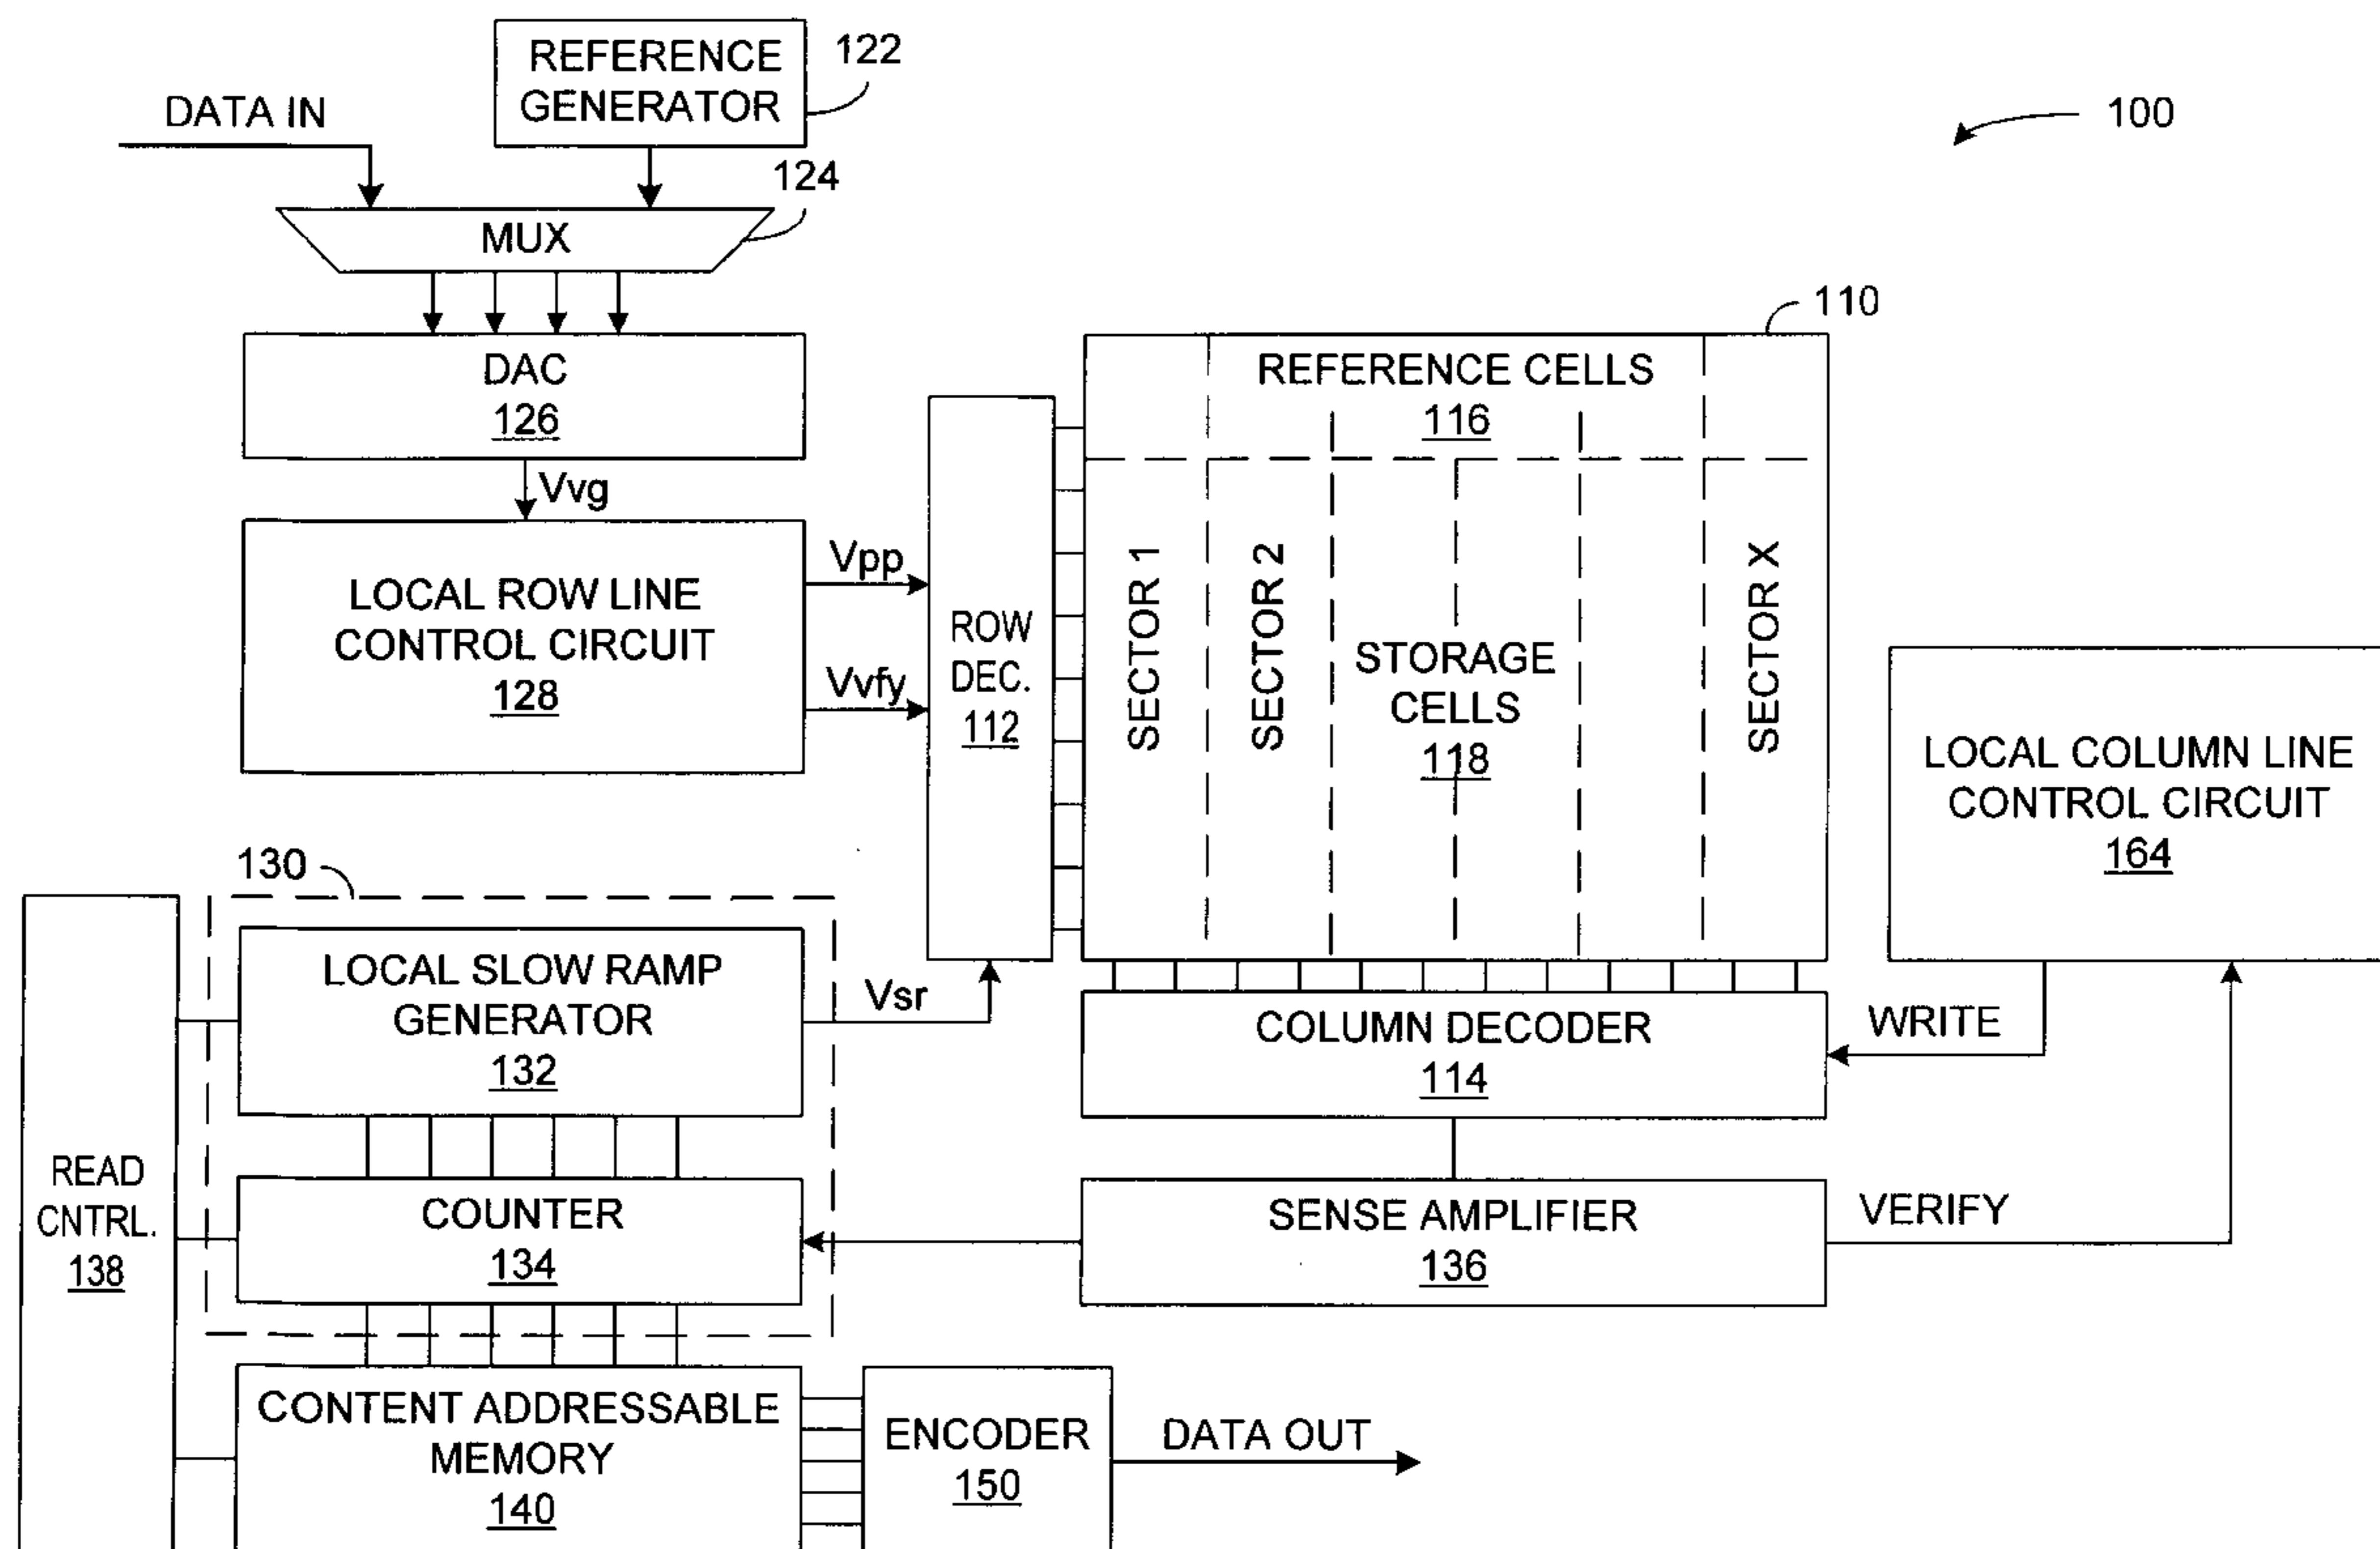 REFERENCE
GENERATOR
122
DATA IN
124
100
MUX
DAC
126
Vvg
LOCAL ROW LINE
CONTROL CIRCUIT
128
Vpp
Vvfy
ROW
DEC.
112
110
REFERENCE CELLS
116
SECTOR 1
SECTOR 2
STORAGE
CELLS
118
SECTOR X
LOCAL COLUMN LINE
CONTROL CIRCUIT
164
130
LOCAL SLOW RAMP
GENERATOR
132
Vsr
COLUMN DECODER
114
WRITE
READ
CNTRL.
138
COUNTER
134
SENSE AMPLIFIER
136
VERIFY
CONTENT ADDRESSABLE
MEMORY
140
ENCODER
150
DATA OUT